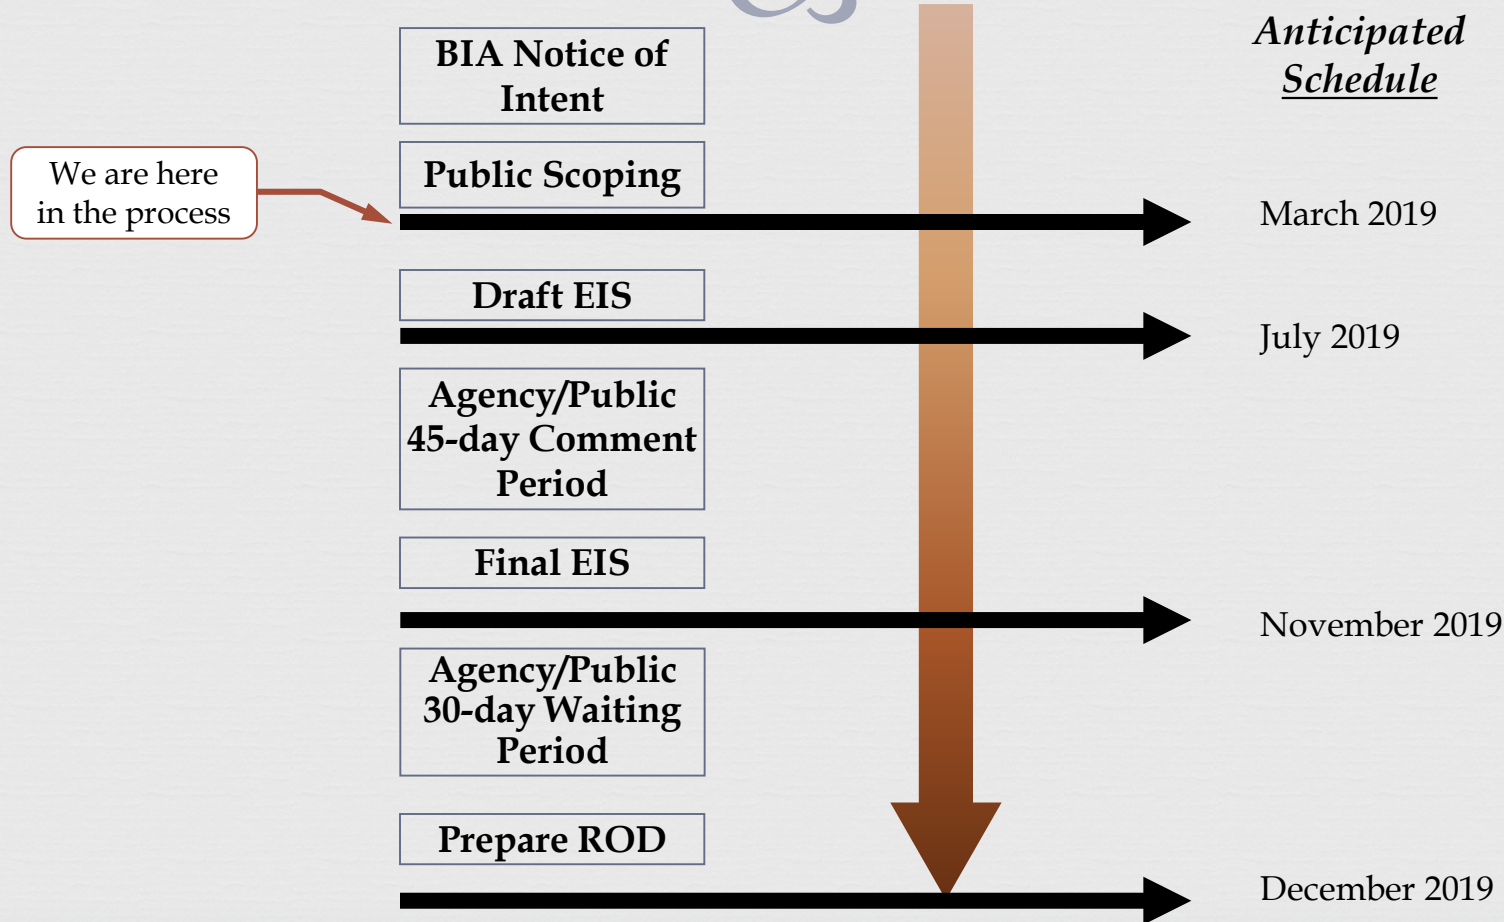 Anticipated
Schedule
BIA Notice of
Intent
We are here
in the process
Public Scoping
March 2019
Draft EIS
July 2019
Agency/Public
45-day Comment
Period
Final EIS
November 2019
Agency/Public
30-day Waiting
Period
Prepare ROD
December 2019